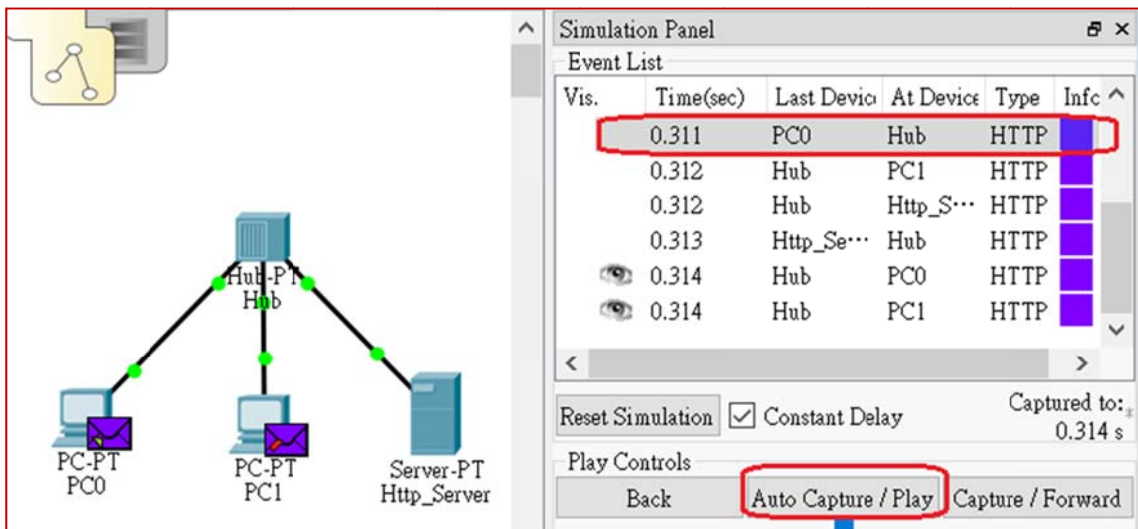 Simulation Panel
Event List
Vis. Time(sec) Last Devic At Device Type Infc
0.311 PC0 Hub HTTP
0.312 Hub PC1 HTTP
0.312 Hub Http_S··· HTTP
0.313 Http_Se··· Hub HTTP
0.314 Hub PC0 HTTP
0.314 Hub PC1 HTTP
Reset Simulation Constant Delay Captured to:*
0.314 s
Play Controls
Back Auto Capture / Play Capture / Forward
Hub-PT
Hub
PC-PT
PC0
PC-PT
PC1
Server-PT
Http_Server